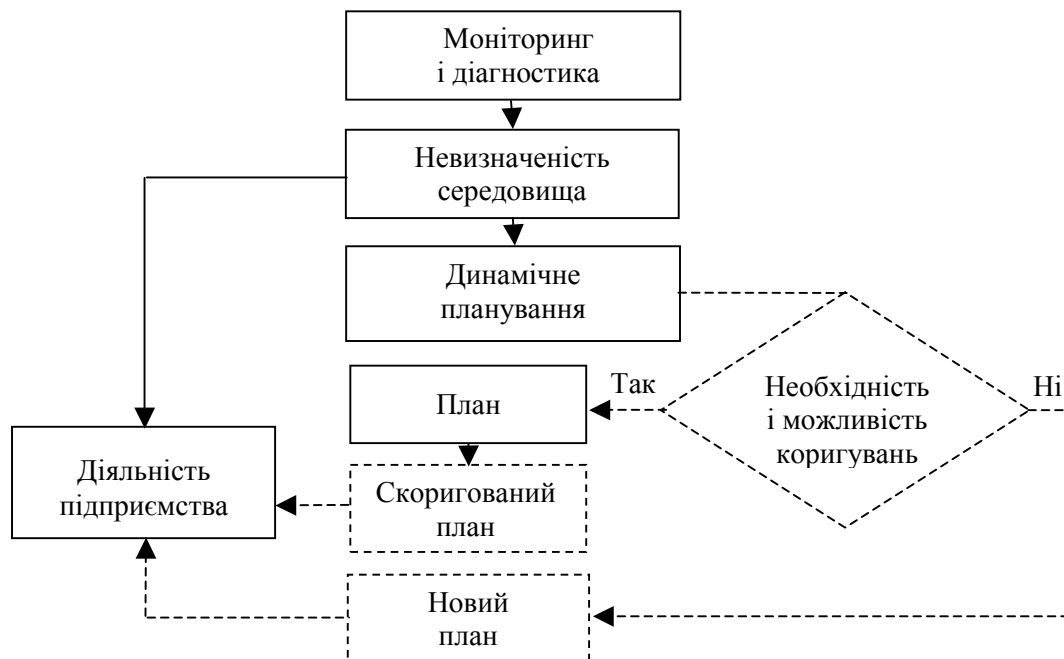 Моніторинг
і діагностика
Невизначеність
середовища
Динамічне
планування
Так
Необхідність
і можливість
коригувань
Ні
План
Діяльність
підприємства
Скоригований
план
Новий
план